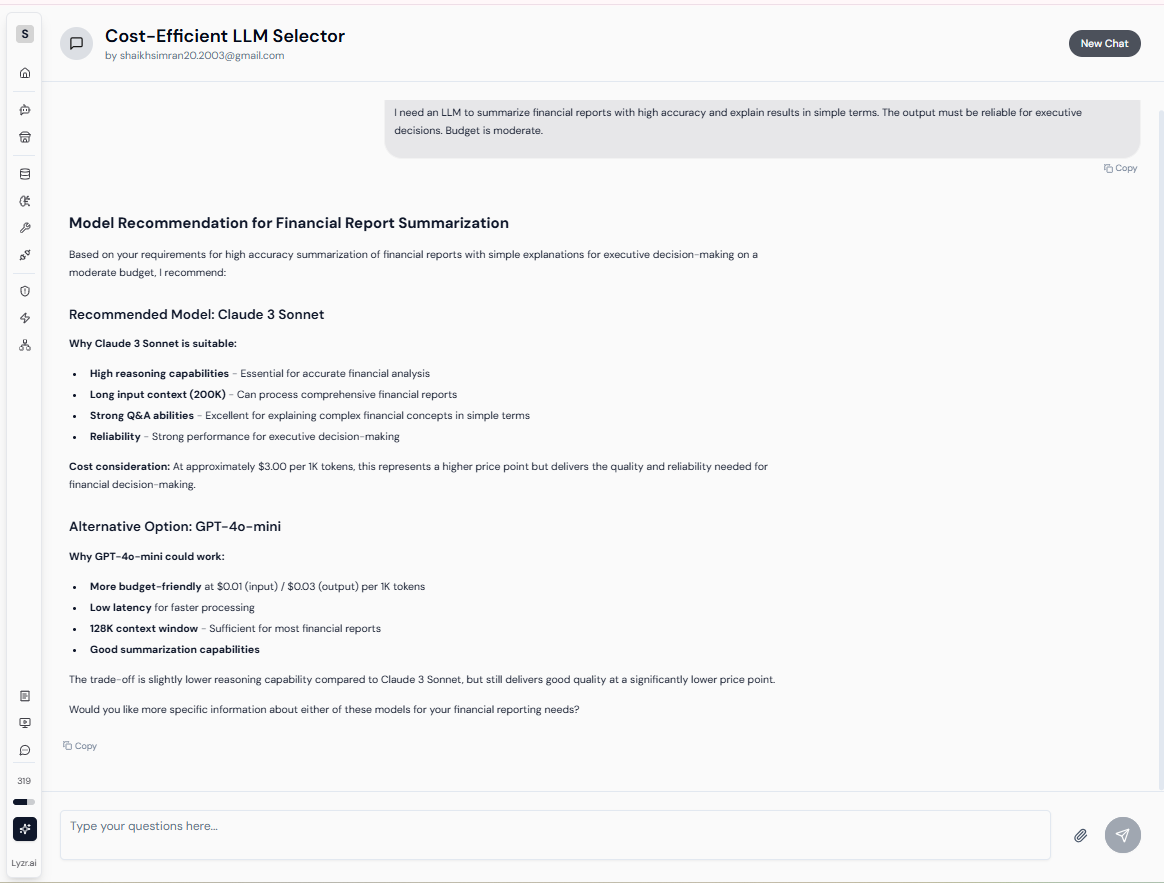 S
Cost-Efficient LLM Selector
by shaikhsimran20.2003@gmail.com
New Chat
I need an LLM to summarize financial reports with high accuracy and explain results in simple terms. The output must be reliable for executive
decisions. Budget is moderate.
Copy
Model Recommendation for Financial Report Summarization
Based on your requirements for high accuracy summarization of financial reports with simple explanations for executive decision-making on a
moderate budget, I recommend:
Recommended Model: Claude 3 Sonnet
Why Claude 3 Sonnet is suitable:
• High reasoning capabilities - Essential for accurate financial analysis
• Long input context (200K) - Can process comprehensive financial reports
• Strong Q&A abilities - Excellent for explaining complex financial concepts in simple terms
• Reliability - Strong performance for executive decision-making
Cost consideration: At approximately $3.00 per 1K tokens, this represents a higher price point but delivers the quality and reliability needed for
financial decision-making.
Alternative Option: GPT-4o-mini
Why GPT-4o-mini could work:
• More budget-friendly at $0.01 (input) / $0.03 (output) per 1K tokens
• Low latency for faster processing
• 128K context window - Sufficient for most financial reports
• Good summarization capabilities
The trade-off is slightly lower reasoning capability compared to Claude 3 Sonnet, but still delivers good quality at a significantly lower price point.
Would you like more specific information about either of these models for your financial reporting needs?
Copy
319
Type your questions here...
Lyzr.ai